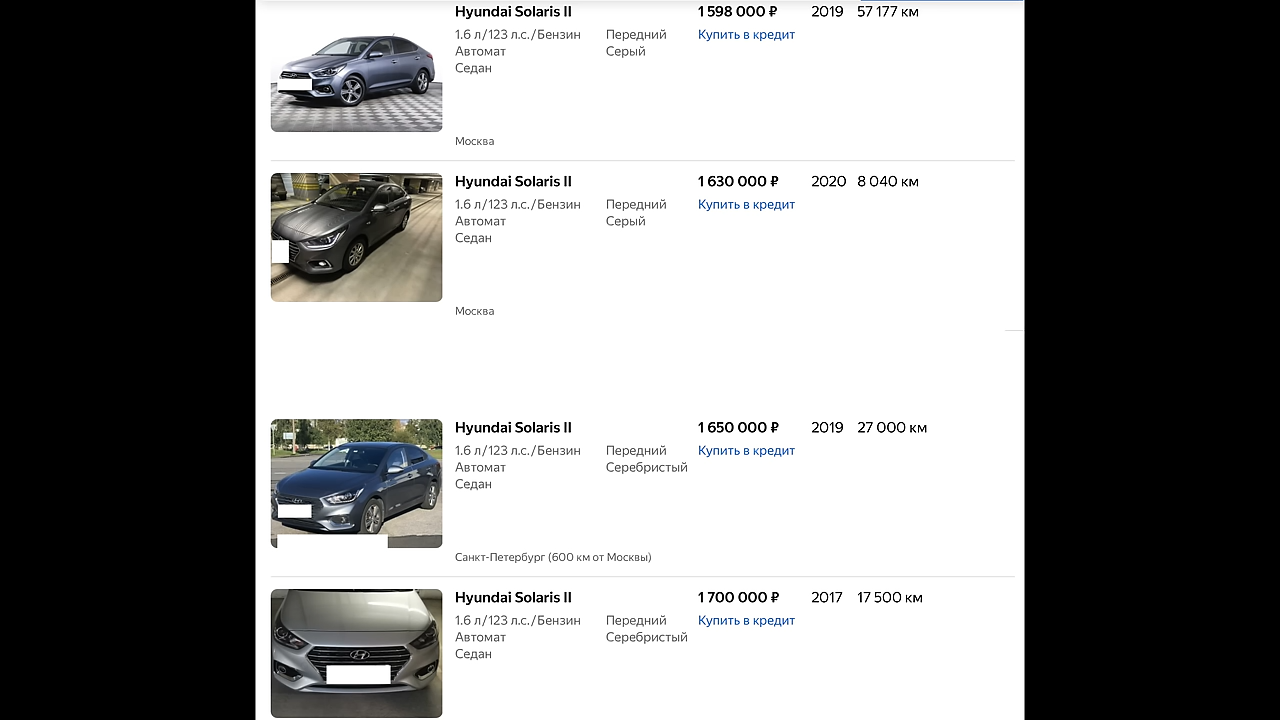 Hyundai Solaris II 1 598 000 ₽ 2019 57 177 км
1.6 л/123 л.с./Бензин Передний Купить в кредит
Автомат Серый
Седан
Москва
Hyundai Solaris II 1 630 000 ₽ 2020 8 040 км
1.6 л/123 л.с./Бензин Передний Купить в кредит
Автомат Серый
Седан
Москва
Hyundai Solaris II 1 650 000 ₽ 2019 27 000 км
1.6 л/123 л.с./Бензин Передний Купить в кредит
Автомат Серебристый
Седан
Санкт-Петербург (600 км от Москвы)
Hyundai Solaris II 1 700 000 ₽ 2017 17 500 км
1.6 л/123 л.с./Бензин Передний Купить в кредит
Автомат Серебристый
Седан